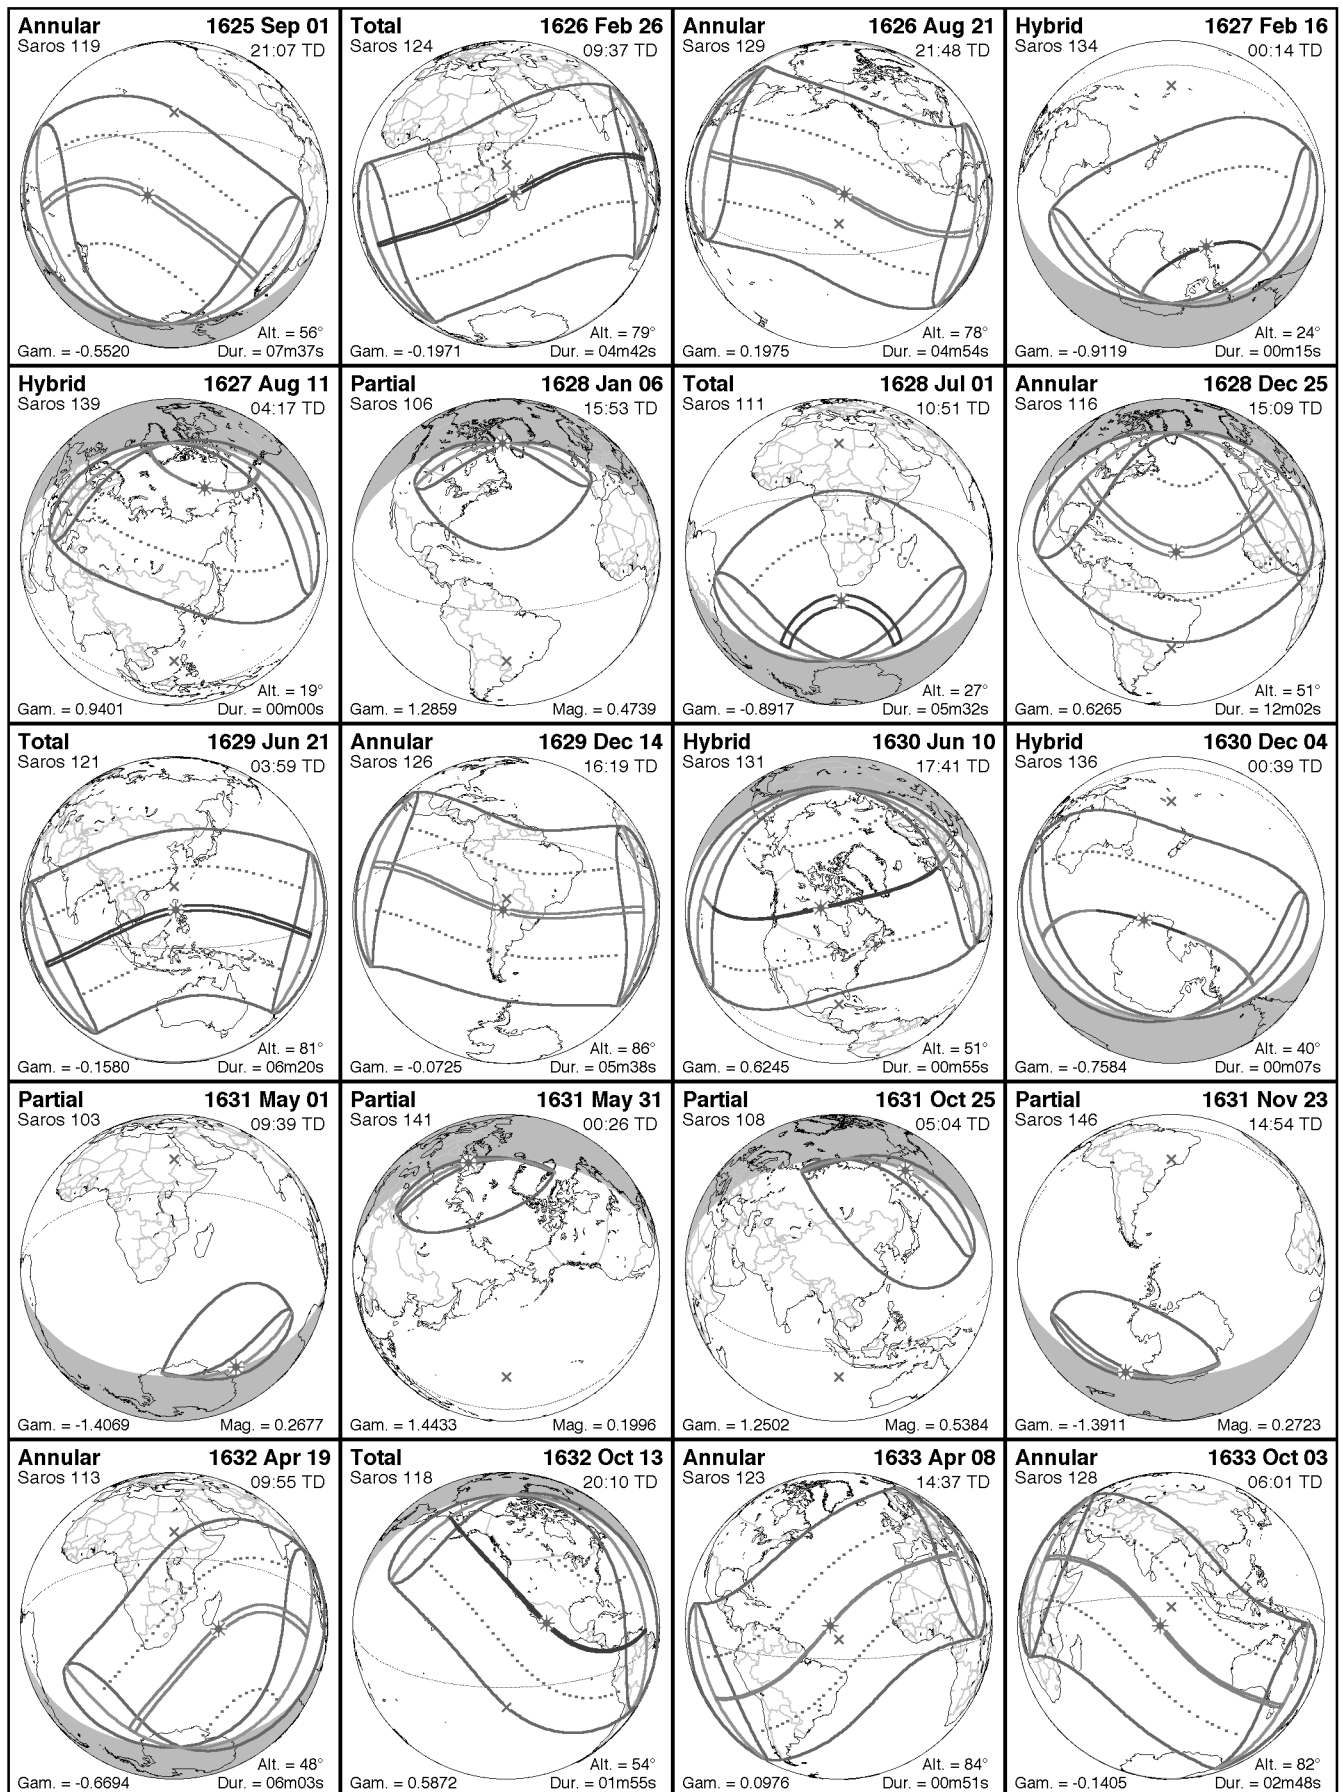 Annular 1625 Sep 01
Saros 119 21:07 TD
Alt. = 56°
Gam. = -0.5520 Dur. = 07m37s
Total 1626 Feb 26
Saros 124 09:37 TD
Alt. = 79°
Gam. = -0.1971 Dur. = 04m42s
Annular 1626 Aug 21
Saros 129 21:48 TD
Alt. = 78°
Gam. = 0.1975 Dur. = 04m54s
Hybrid 1627 Feb 16
Saros 134 00:14 TD
Alt. = 24°
Gam. = -0.9119 Dur. = 00m15s
Hybrid 1627 Aug 11
Saros 139 04:17 TD
Alt. = 19°
Gam. = 0.9401 Dur. = 00m00s
Partial 1628 Jan 06
Saros 106 15:53 TD
Gam. = 1.2859 Mag. = 0.4739
Total 1628 Jul 01
Saros 111 10:51 TD
Alt. = 27°
Gam. = -0.8917 Dur. = 05m32s
Annular 1628 Dec 25
Saros 116 15:09 TD
Alt. = 51°
Gam. = 0.6265 Dur. = 12m02s
Total 1629 Jun 21
Saros 121 03:59 TD
Alt. = 81°
Gam. = -0.1580 Dur. = 06m20s
Annular 1629 Dec 14
Saros 126 16:19 TD
Alt. = 86°
Gam. = -0.0725 Dur. = 05m38s
Hybrid 1630 Jun 10
Saros 131 17:41 TD
Alt. = 51°
Gam. = 0.6245 Dur. = 00m55s
Hybrid 1630 Dec 04
Saros 136 00:39 TD
Alt. = 40°
Gam. = -0.7584 Dur. = 00m07s
Partial 1631 May 01
Saros 103 09:39 TD
Gam. = -1.4069 Mag. = 0.2677
Partial 1631 May 31
Saros 141 00:26 TD
Gam. = 1.4433 Mag. = 0.1996
Partial 1631 Oct 25
Saros 108 05:04 TD
Gam. = 1.2502 Mag. = 0.5384
Partial 1631 Nov 23
Saros 146 14:54 TD
Gam. = -1.3911 Mag. = 0.2723
Annular 1632 Apr 19
Saros 113 09:55 TD
Alt. = 48°
Gam. = -0.6694 Dur. = 06m03s
Total 1632 Oct 13
Saros 118 20:10 TD
Alt. = 54°
Gam. = 0.5872 Dur. = 01m55s
Annular 1633 Apr 08
Saros 123 14:37 TD
Alt. = 84°
Gam. = 0.0976 Dur. = 00m51s
Annular 1633 Oct 03
Saros 128 06:01 TD
Alt. = 82°
Gam. = -0.1405 Dur. = 02m48s